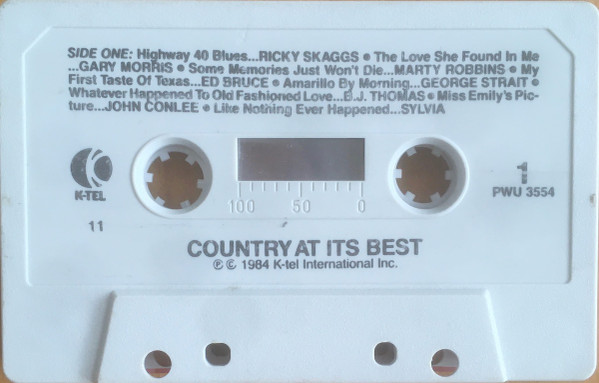 SIDE ONE: Highway 40 Blues...RICKY SKAGGS • The Love She Found In Me
...GARY MORRIS • Some Memories Just Won't Die...MARTY ROBBINS • My
First Taste Of Texas...ED BRUCE • Amarillo By Morning...GEORGE STRAIT •
Whatever Happened To Old Fashioned Love...B.J. THOMAS • Miss Emily's Pic-
ture...JOHN CONLEE • Like Nothing Ever Happened...SYLVIA
K-TEL
1
PWU 3554
100 50 0
11
COUNTRY AT ITS BEST
℗ © 1984 K-tel International Inc.